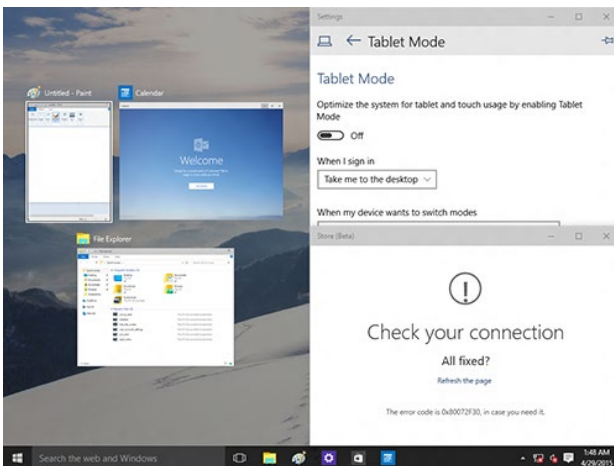 Untitled - Paint
Calendar
Welcome
File Explorer
Settings
Tablet Mode
Tablet Mode
Optimize the system for tablet and touch usage by enabling Tablet
Mode
Off
When I sign in
Take me to the desktop
When my device wants to switch modes
Store (Beta)
Check your connection
All fixed?
Refresh the page
The error code is 0x80072F30, in case you need it.
Search the web and Windows
1:48 AM
4/29/2015